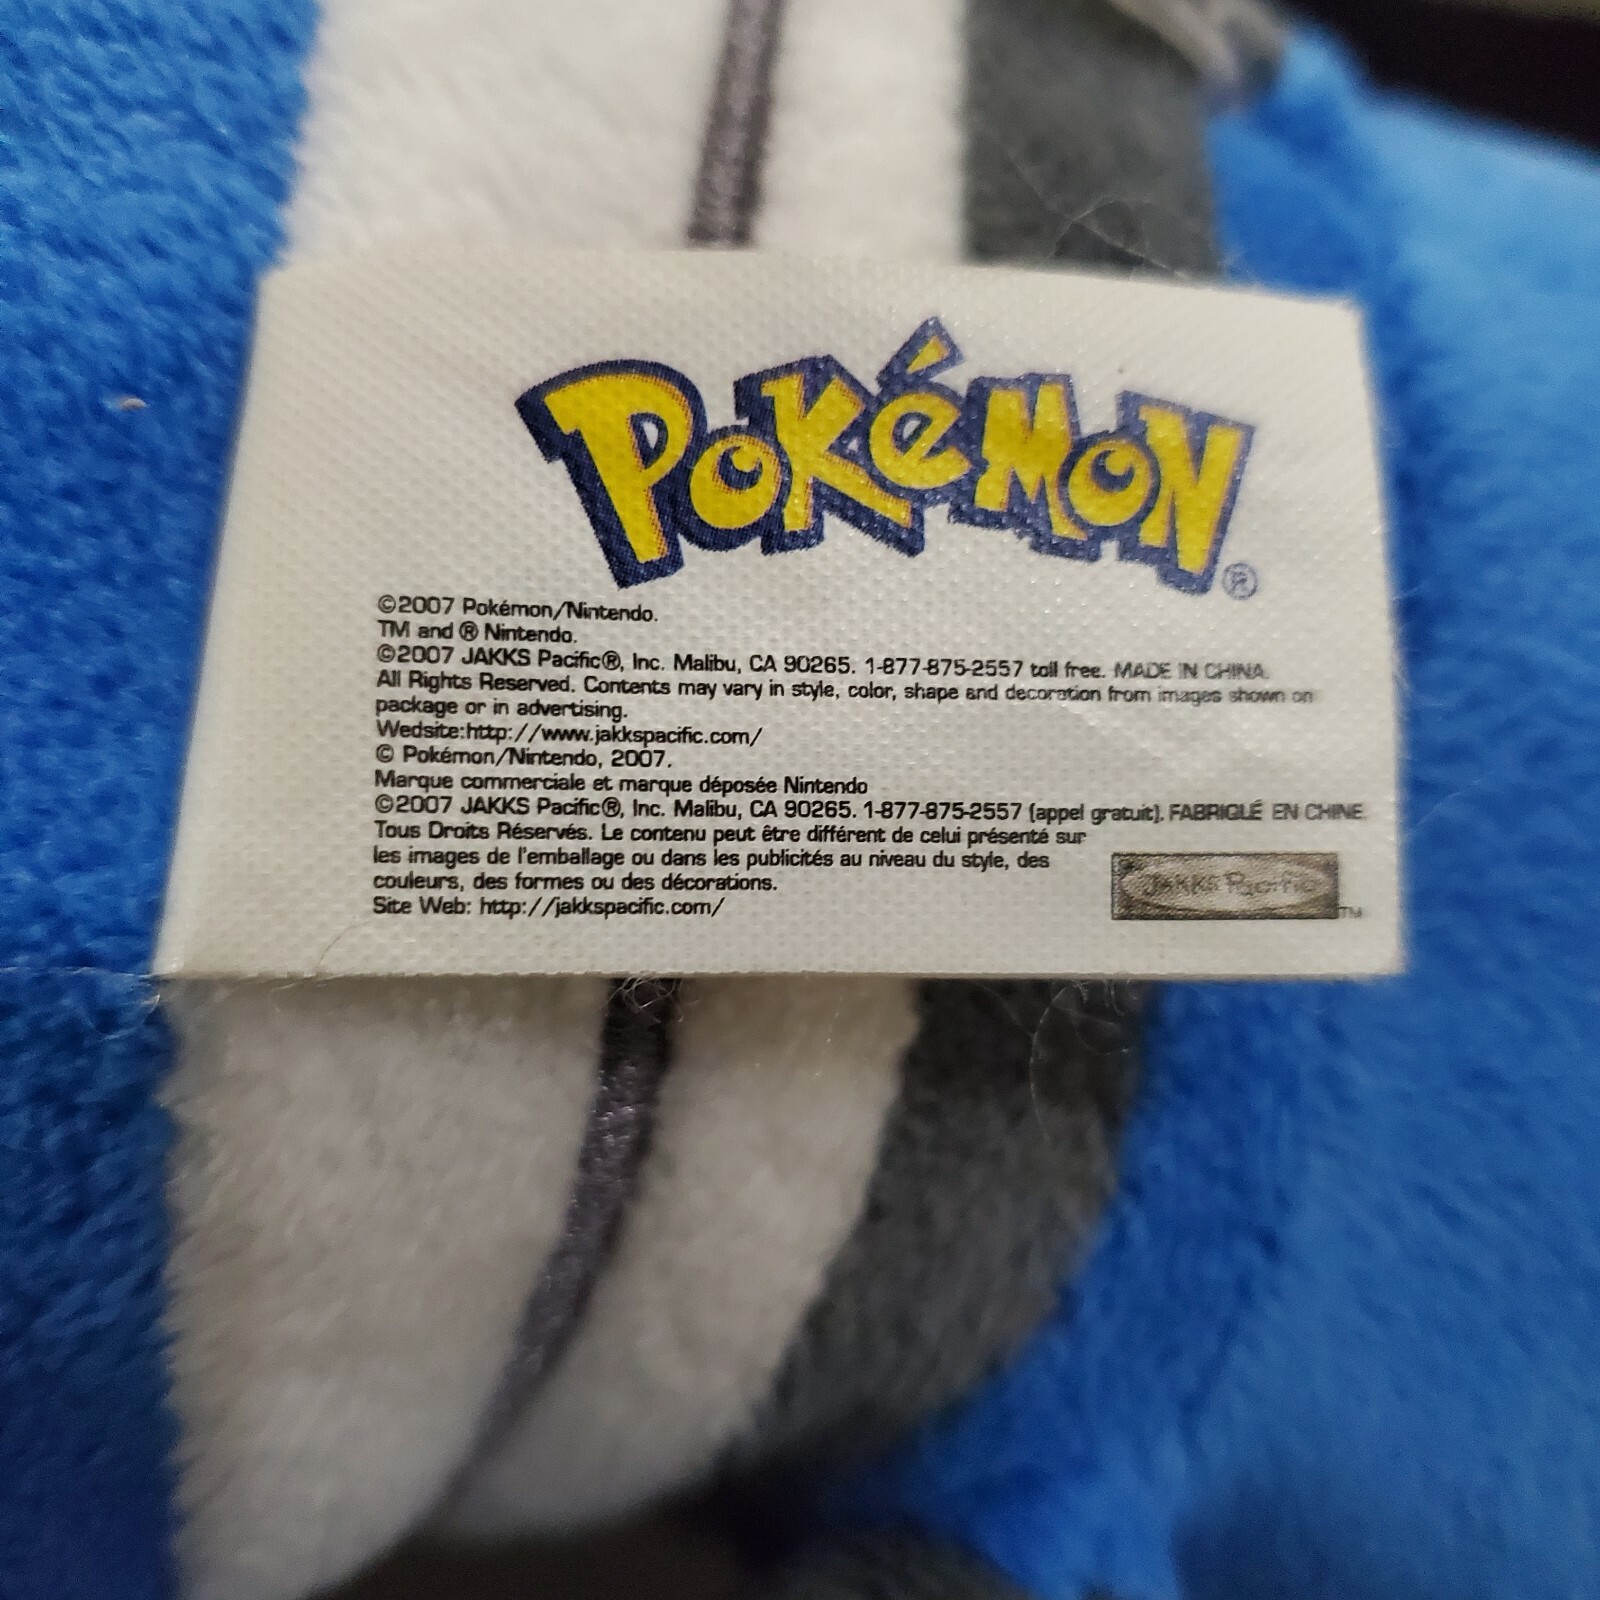 POKéMON®
©2007 Pokémon/Nintendo.
TM and ® Nintendo.
©2007 JAKKS Pacific®, Inc. Malibu, CA 90265. 1-877-875-2557 toll free. MADE IN CHINA.
All Rights Reserved. Contents may vary in style, color, shape and decoration from images shown on
package or in advertising.
Wedsite:http://www.jakkspacific.com/
© Pokémon/Nintendo, 2007.
Marque commerciale et marque déposée Nintendo
©2007 JAKKS Pacific®, Inc. Malibu, CA 90265. 1-877-875-2557 (appel gratuit). FABRIQUÉ EN CHINE.
Tous Droits Réservés. Le contenu peut être différent de celui présenté sur
les images de l'emballage ou dans les publicités au niveau du style, des
couleurs, des formes ou des décorations.
Site Web: http://jakkspacific.com/
JAKKS Pacific™